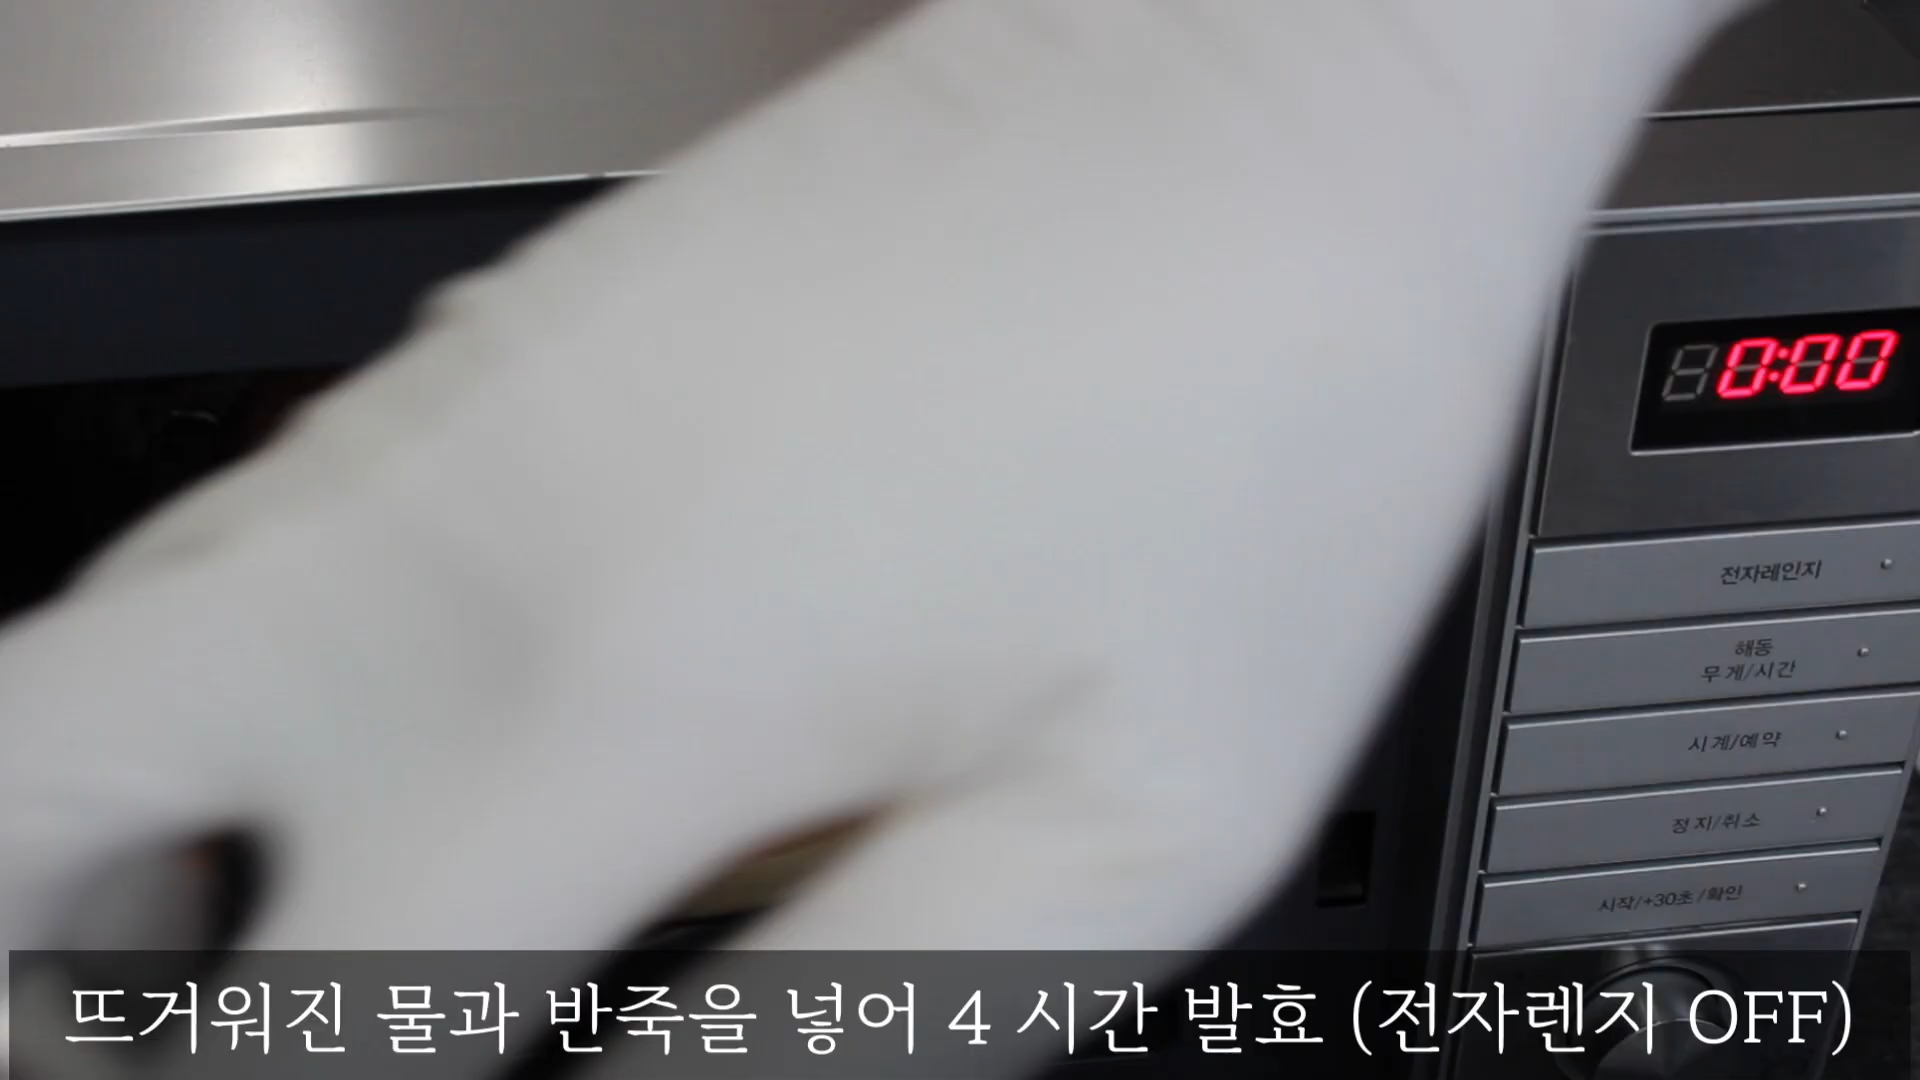 0:00
전자레인지
해동
무게/시간
시계/예약
정지/취소
시작/+30초/확인
뜨거워진 물과 반죽을 넣어 4 시간 발효 (전자렌지 OFF)